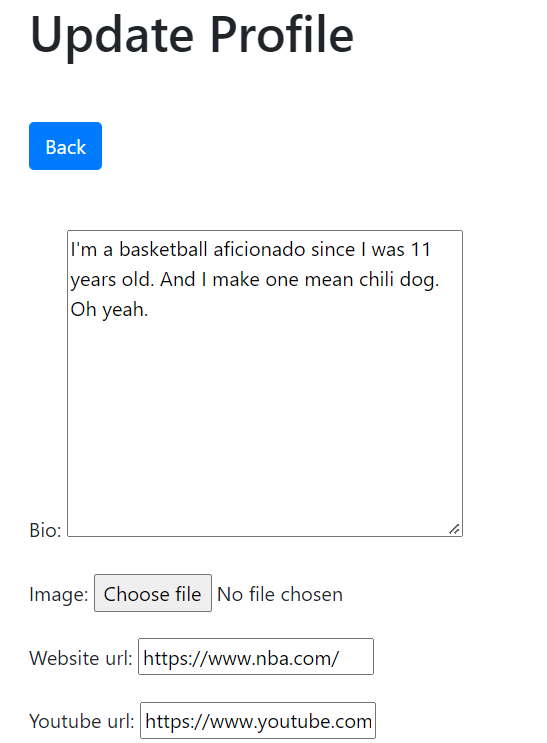 Update Profile
Back
I'm a basketball aficionado since I was 11
years old. And I make one mean chili dog.
Oh yeah.
Bio:
Image: Choose file No file chosen
Website url: https://www.nba.com/
Youtube url: https://www.youtube.com